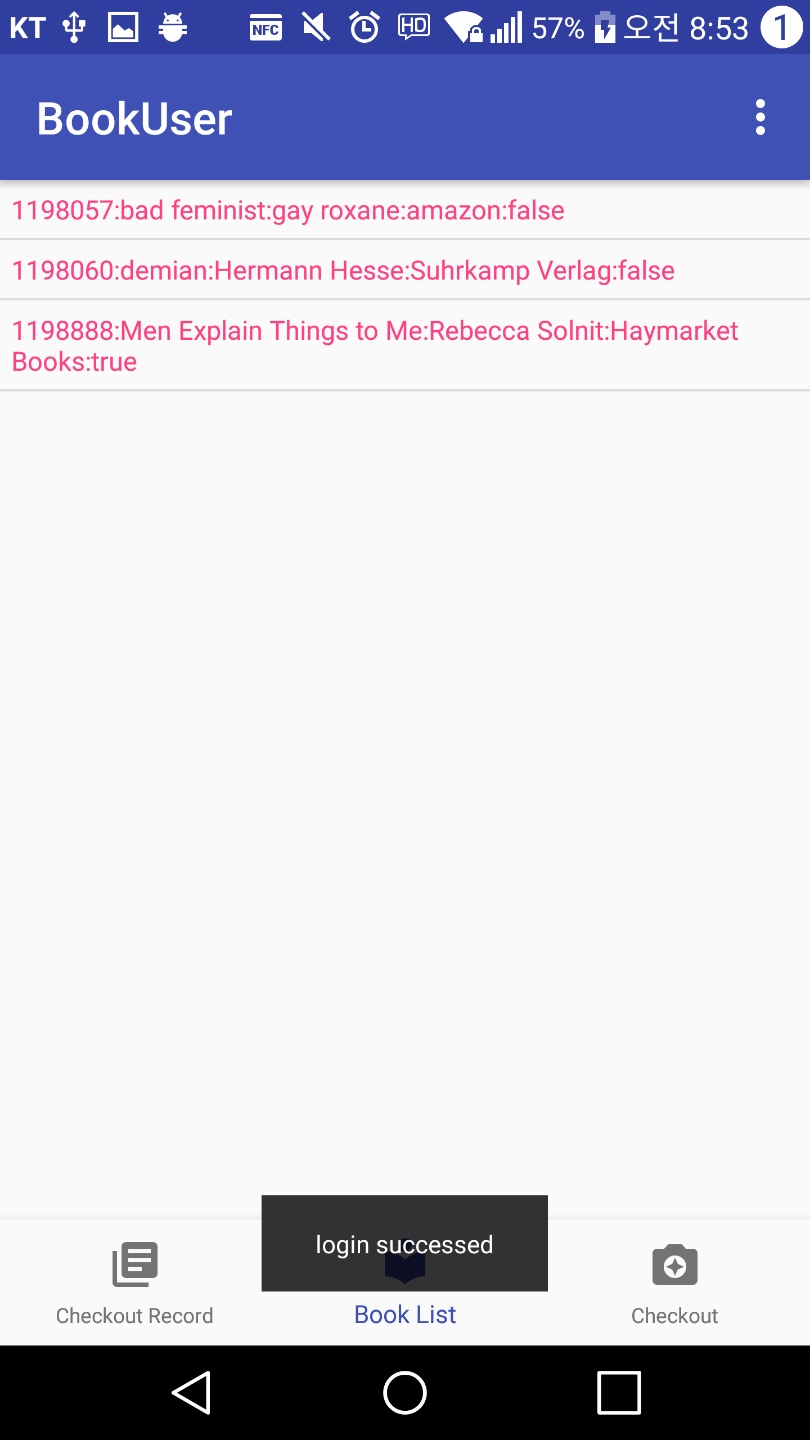 KT NFC HD 57% 오전 8:53 1
BookUser
1198057:bad feminist:gay roxane:amazon:false
1198060:demian:Hermann Hesse:Suhrkamp Verlag:false
1198888:Men Explain Things to Me:Rebecca Solnit:Haymarket
Books:true
login successed
Checkout Record Book List Checkout